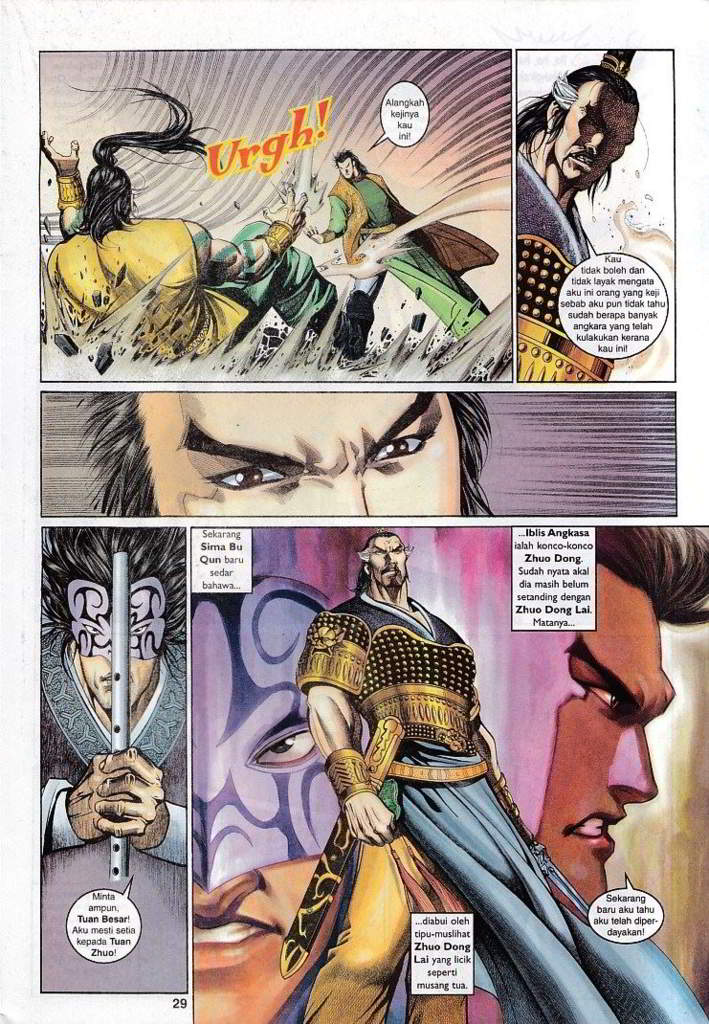 Urgh!
Alangkah
kejinya
kau
ini!
Kau
tidak boleh dan
tidak layak mengata
aku ini orang yang keji
sebab aku pun tidak tahu
sudah berapa banyak
angkara yang telah
kulakukan kerana
kau ini!
Minta
ampun,
Tuan Besar!
Aku mesti setia
kepada Tuan
Zhuo!
Sekarang
Sima Bu
Qun baru
sedar
bahawa...
...Iblis Angkasa
ialah konco-konco
Zhuo Dong.
Sudah nyata akal
dia masih belum
setanding dengan
Zhuo Dong Lai.
Matanya...
...diabui oleh
tipu-muslihat
Zhuo Dong
Lai yang licik
seperti
musang tua.
Sekarang
baru aku tahu
aku telah diper-
dayakan!
29